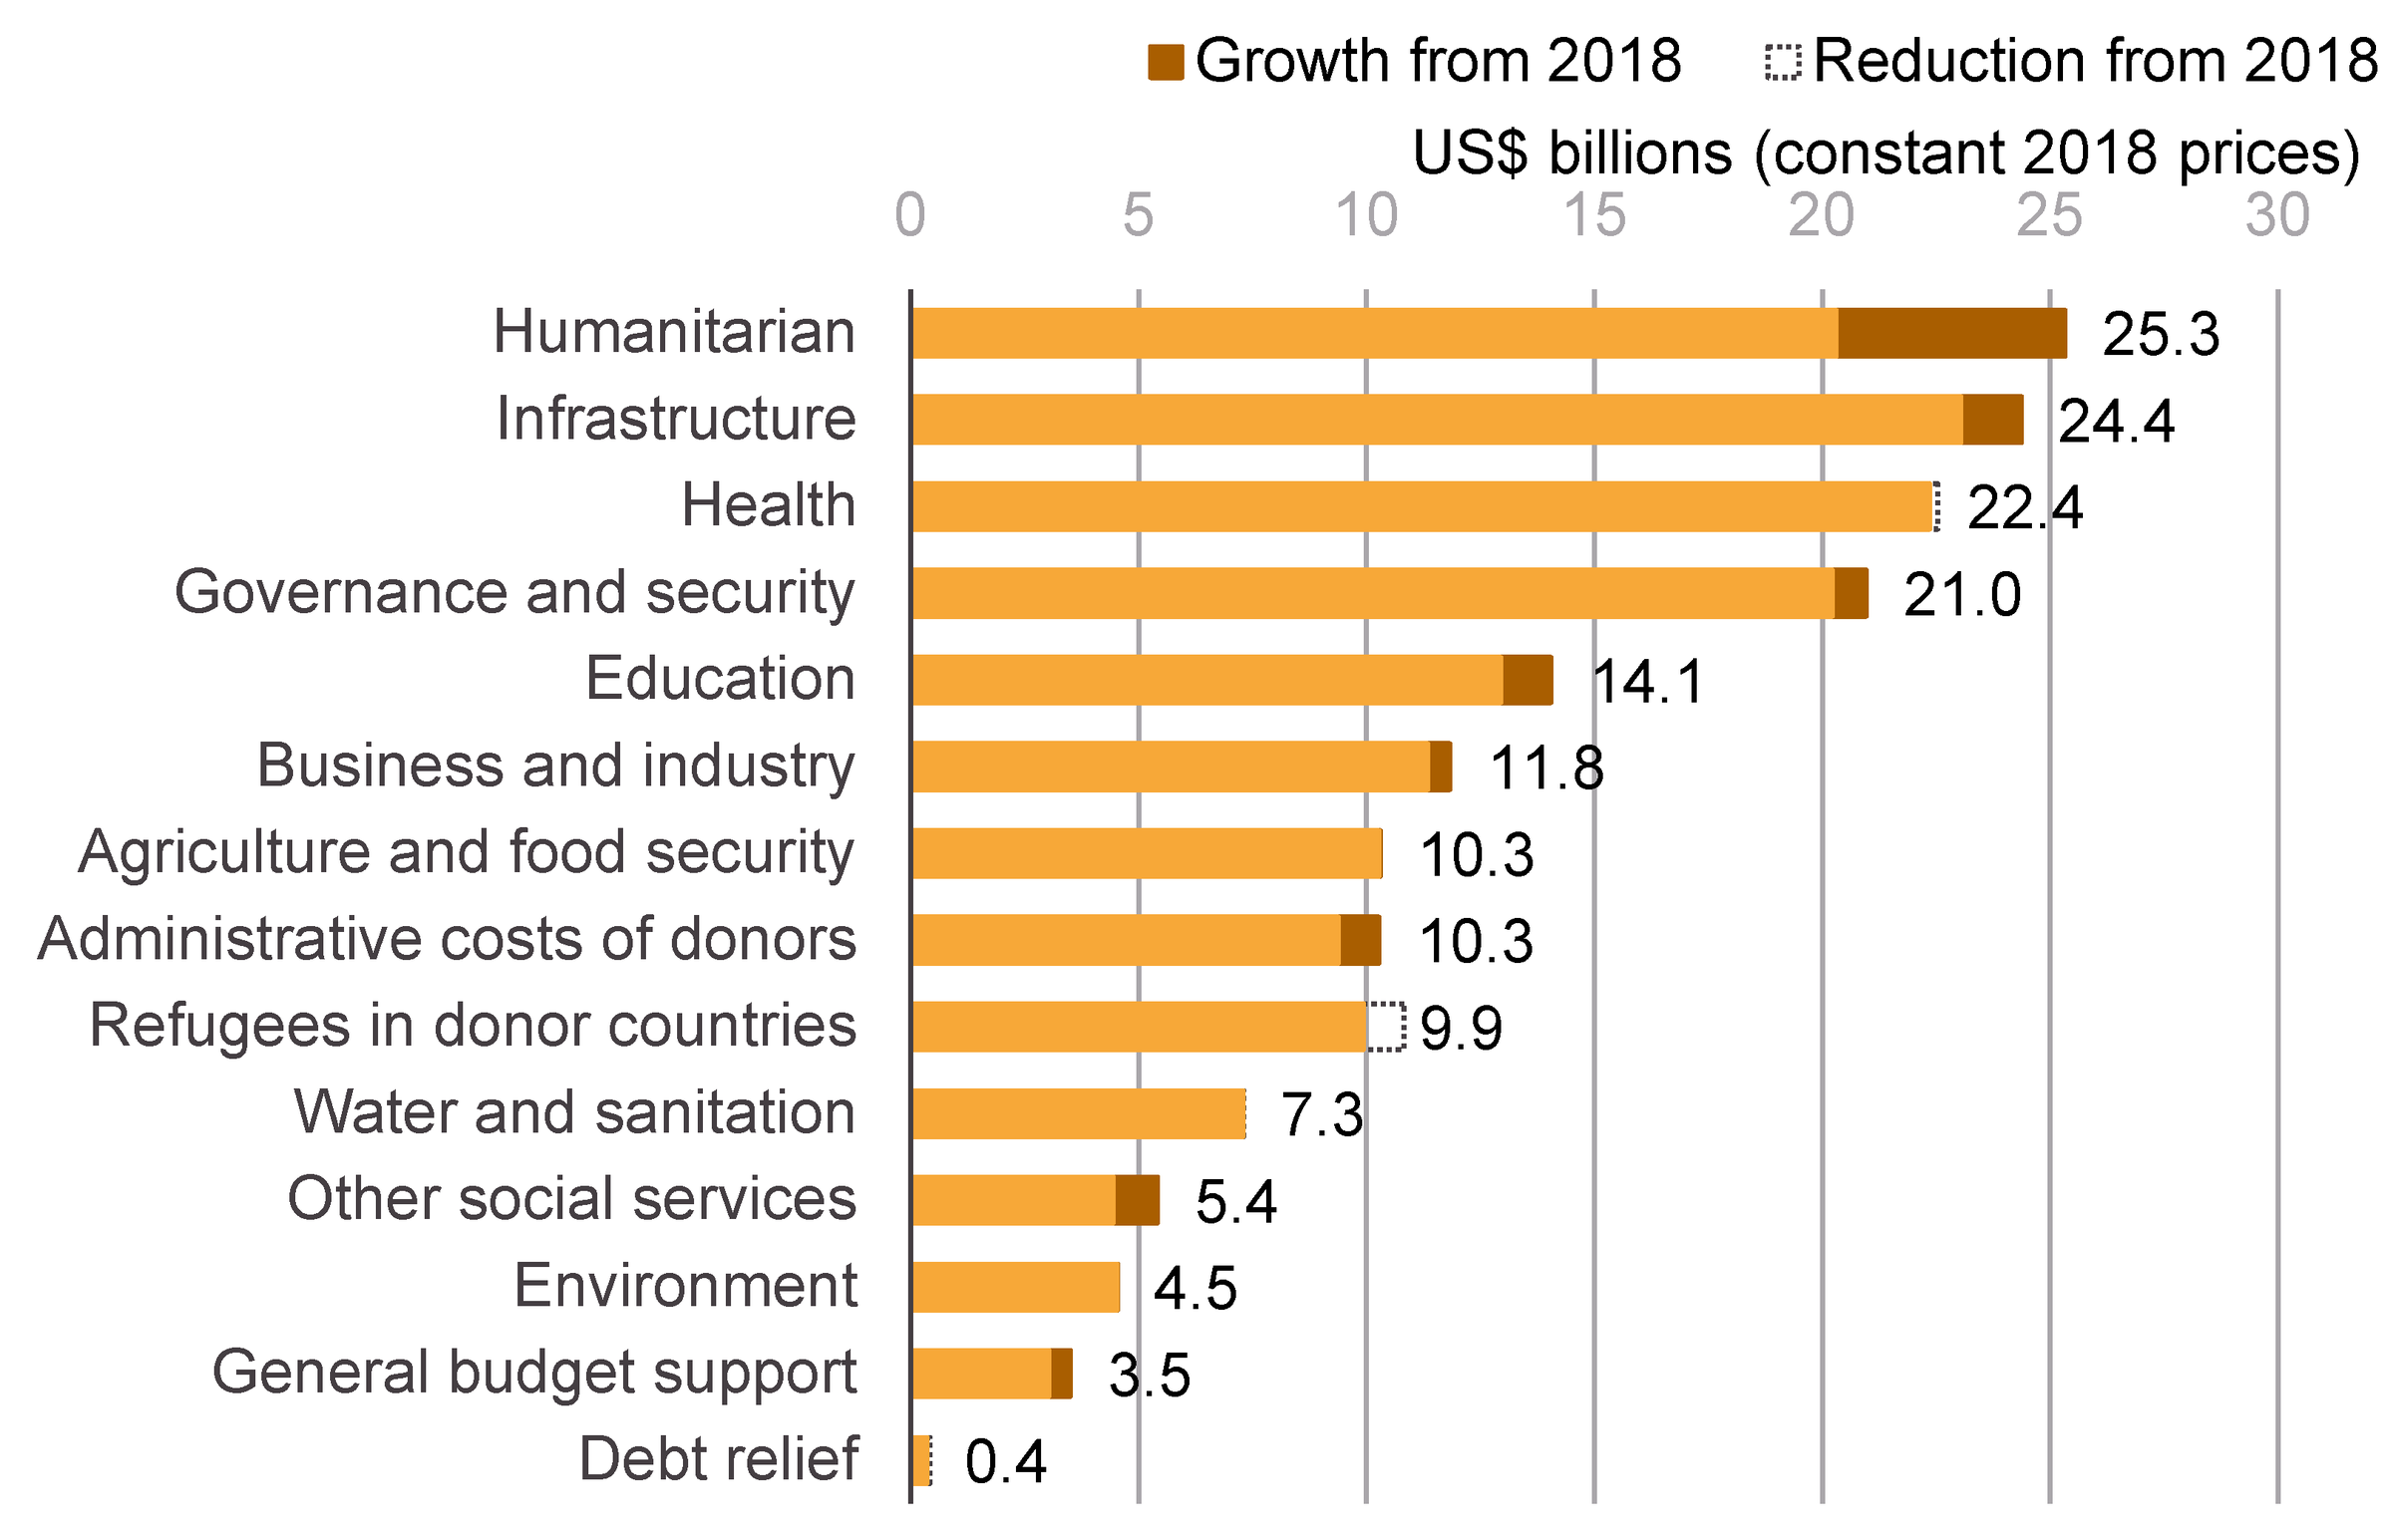 Growth from 2018 Reduction from 2018
US$ billions (constant 2018 prices)
0 5 10 15 20 25 30
Humanitarian 25.3
Infrastructure 24.4
Health 22.4
Governance and security 21.0
Education 14.1
Business and industry 11.8
Agriculture and food security 10.3
Administrative costs of donors 10.3
Refugees in donor countries 9.9
Water and sanitation 7.3
Other social services 5.4
Environment 4.5
General budget support 3.5
Debt relief 0.4